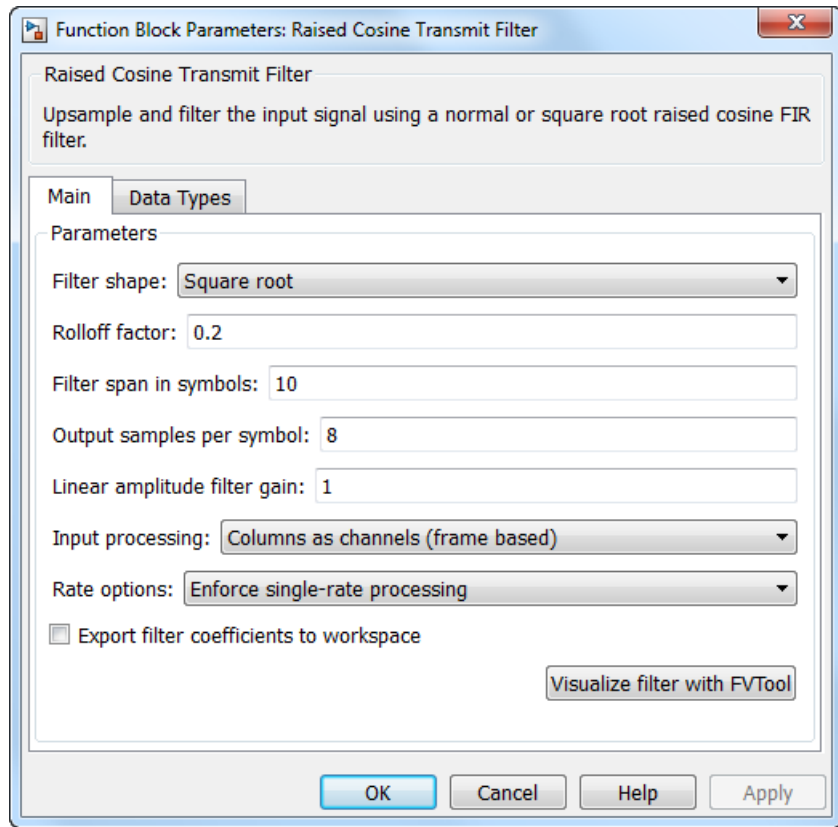 Function Block Parameters: Raised Cosine Transmit Filter
Raised Cosine Transmit Filter
Upsample and filter the input signal using a normal or square root raised cosine FIR
filter.
Main Data Types
Parameters
Filter shape: Square root
Rolloff factor: 0.2
Filter span in symbols: 10
Output samples per symbol: 8
Linear amplitude filter gain: 1
Input processing: Columns as channels (frame based)
Rate options: Enforce single-rate processing
Export filter coefficients to workspace
Visualize filter with FVTool
OK Cancel Help Apply